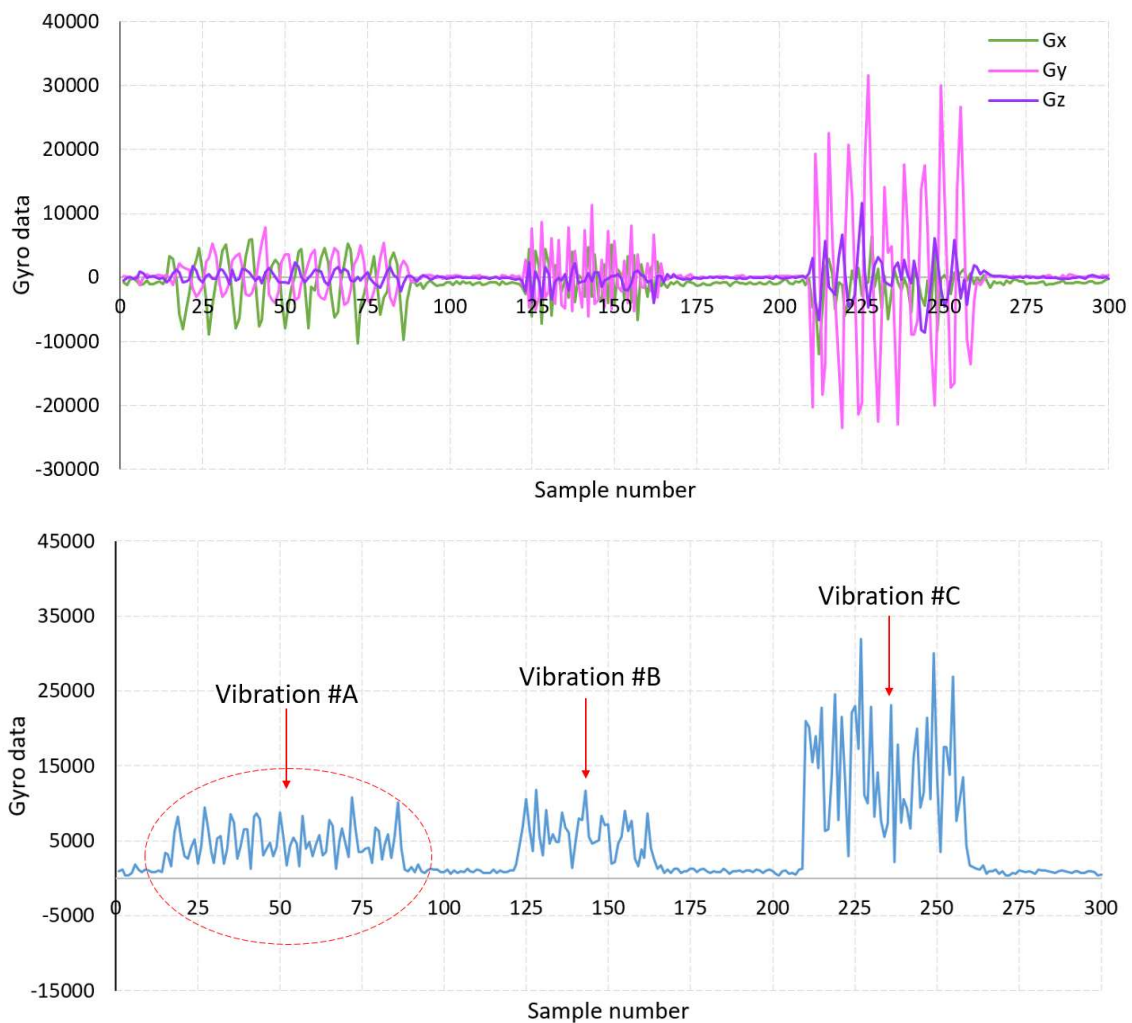 40000
30000
20000
10000
0
-10000
-20000
-30000
Gyro data
Gx
Gy
Gz
0 25 50 75 100 125 150 175 200 225 250 275 300
Sample number
45000
35000
25000
15000
5000
-5000
-15000
Gyro data
Vibration #A
Vibration #B
Vibration #C
0 25 50 75 100 125 150 175 200 225 250 275 300
Sample number